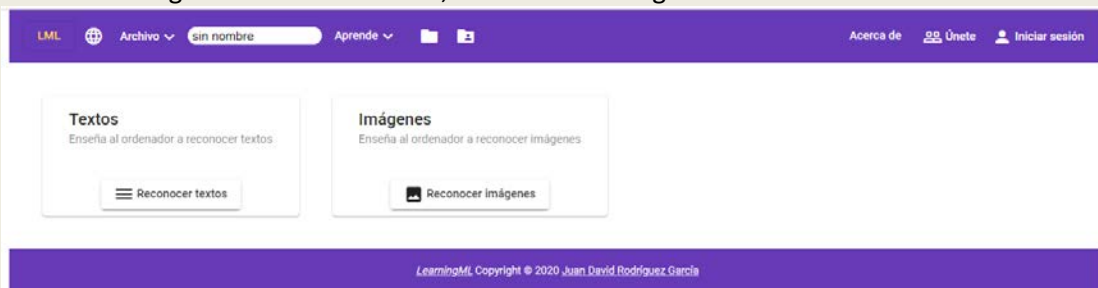 LML Archivo sin nombre Aprende Acerca de Únete Iniciar sesión
Textos
Enseña al ordenador a reconocer textos
Reconocer textos
Imágenes
Enseña al ordenador a reconocer imágenes
Reconocer imágenes
LearningML Copyright © 2020 Juan David Rodríguez García